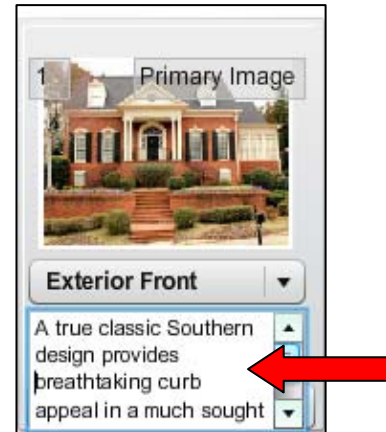 1 Primary Image
Exterior Front
A true classic Southern
design provides
breathtaking curb
appeal in a much sought